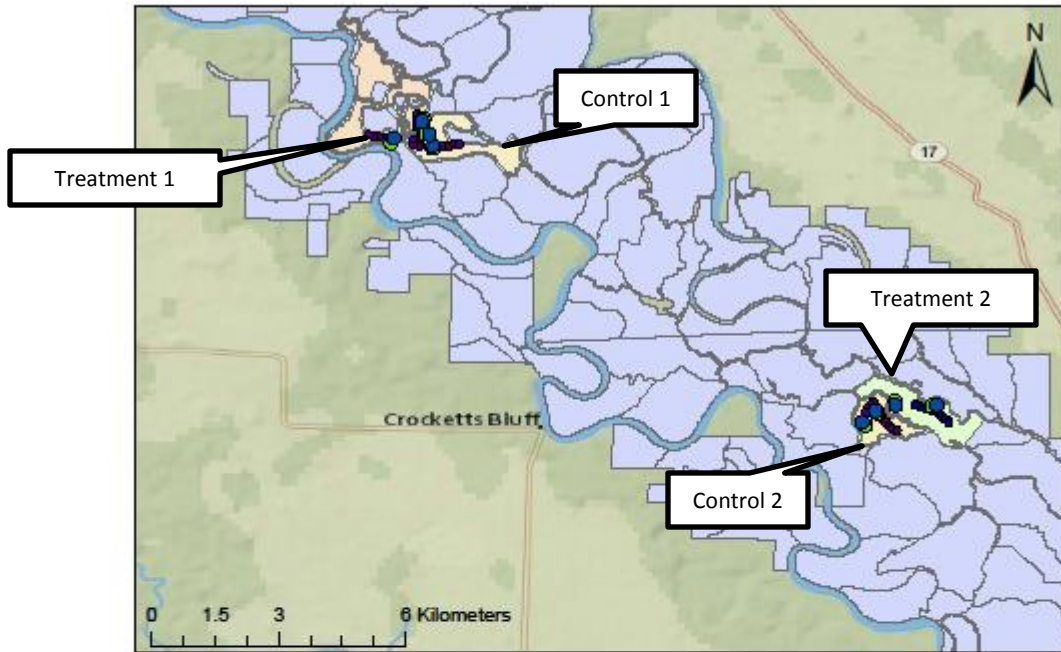 N
Control 1
17
Treatment 1
Treatment 2
Crocketts Bluff
Control 2
0 1.5 3 6 Kilometers